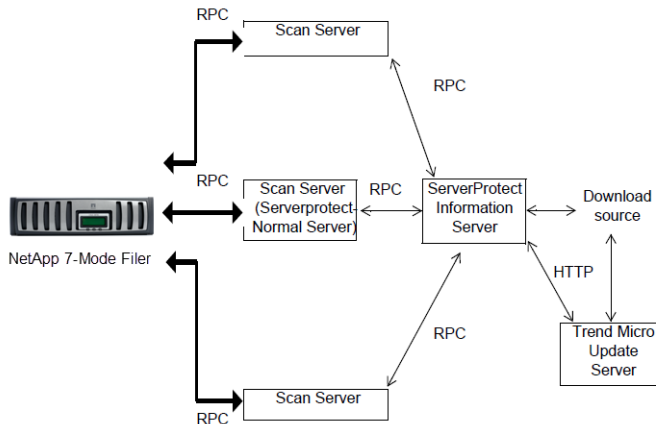 RPC
Scan Server
RPC
RPC
Scan Server
(Serverprotect-
Normal Server)
RPC
ServerProtect
Information
Server
Download
source
NetApp 7-Mode Filer
HTTP
RPC
Trend Micro
Update
Server
Scan Server
RPC